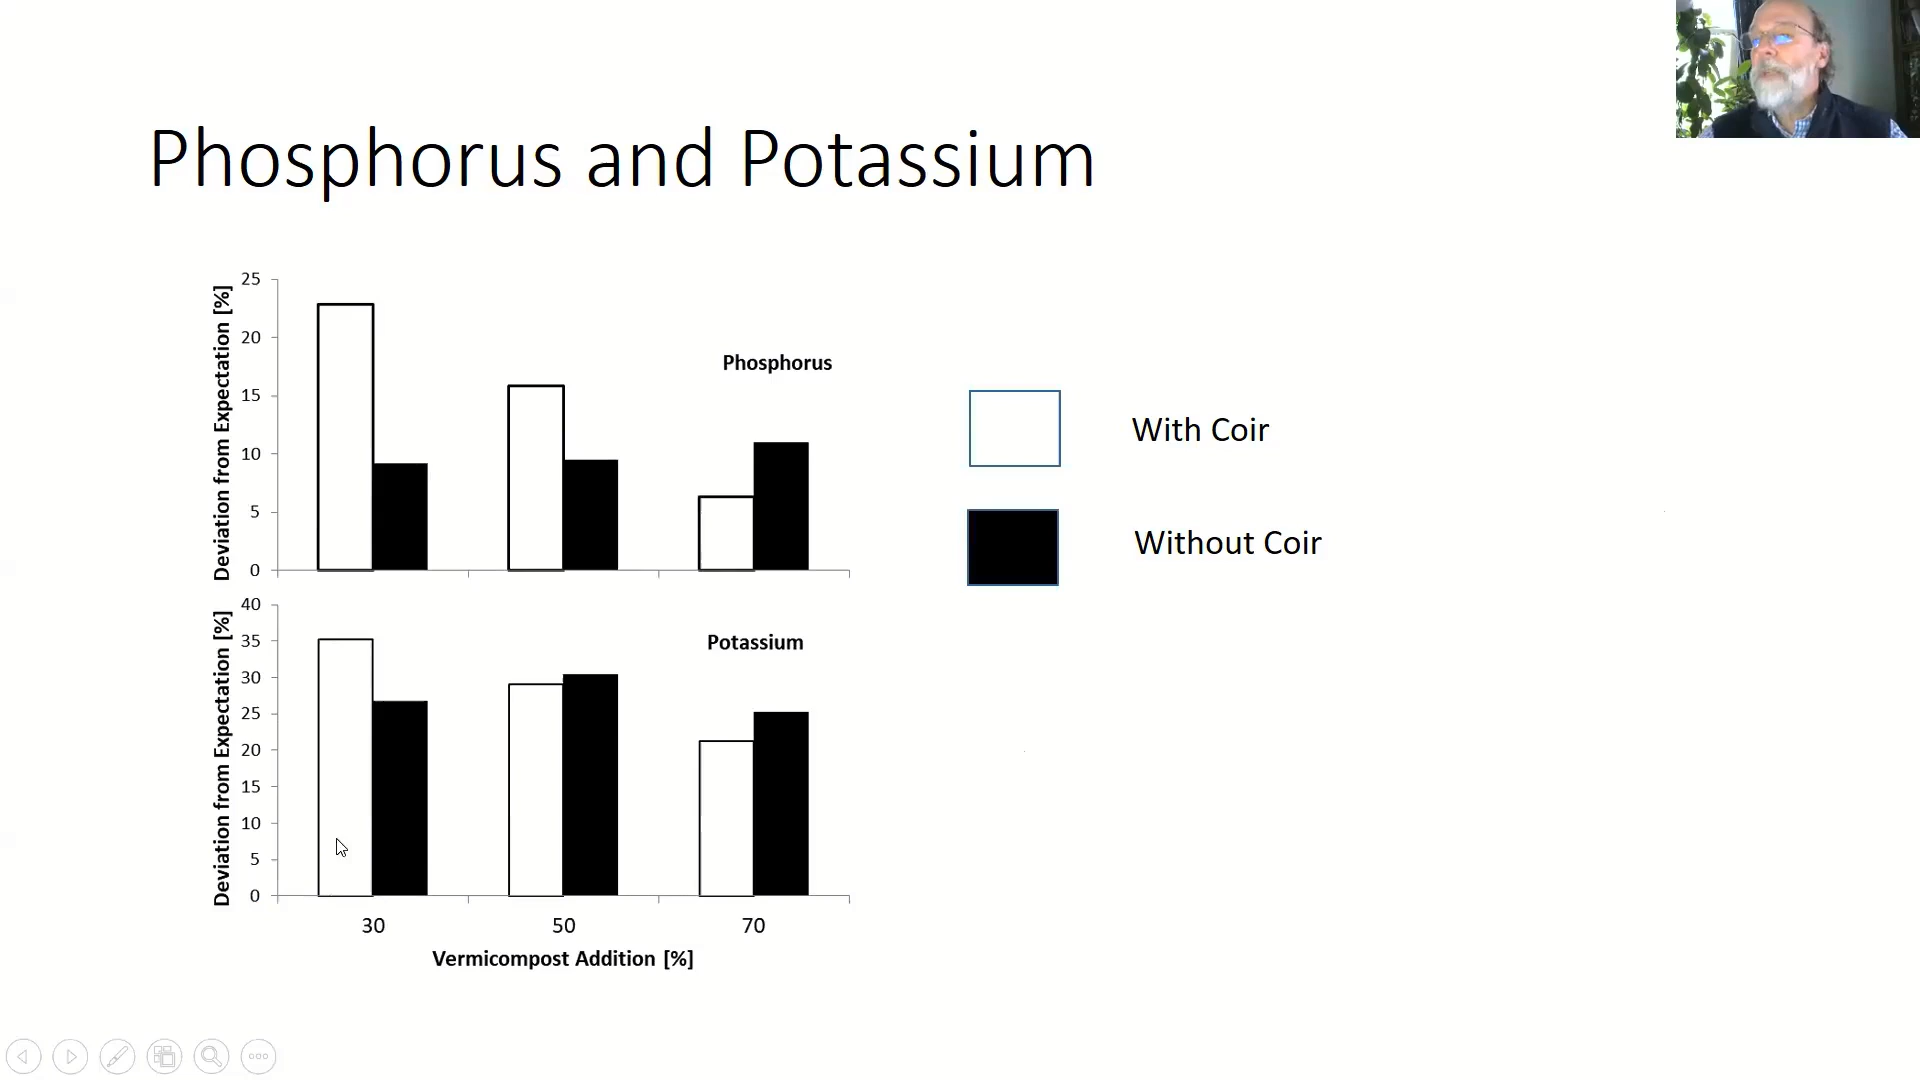 Phosphorus and Potassium
Deviation from Expectation [%]
25
20
15
10
5
0
Phosphorus
With Coir
Without Coir
Deviation from Expectation [%]
40
35
30
25
20
15
10
5
0
Potassium
30 50 70
Vermicompost Addition [%]